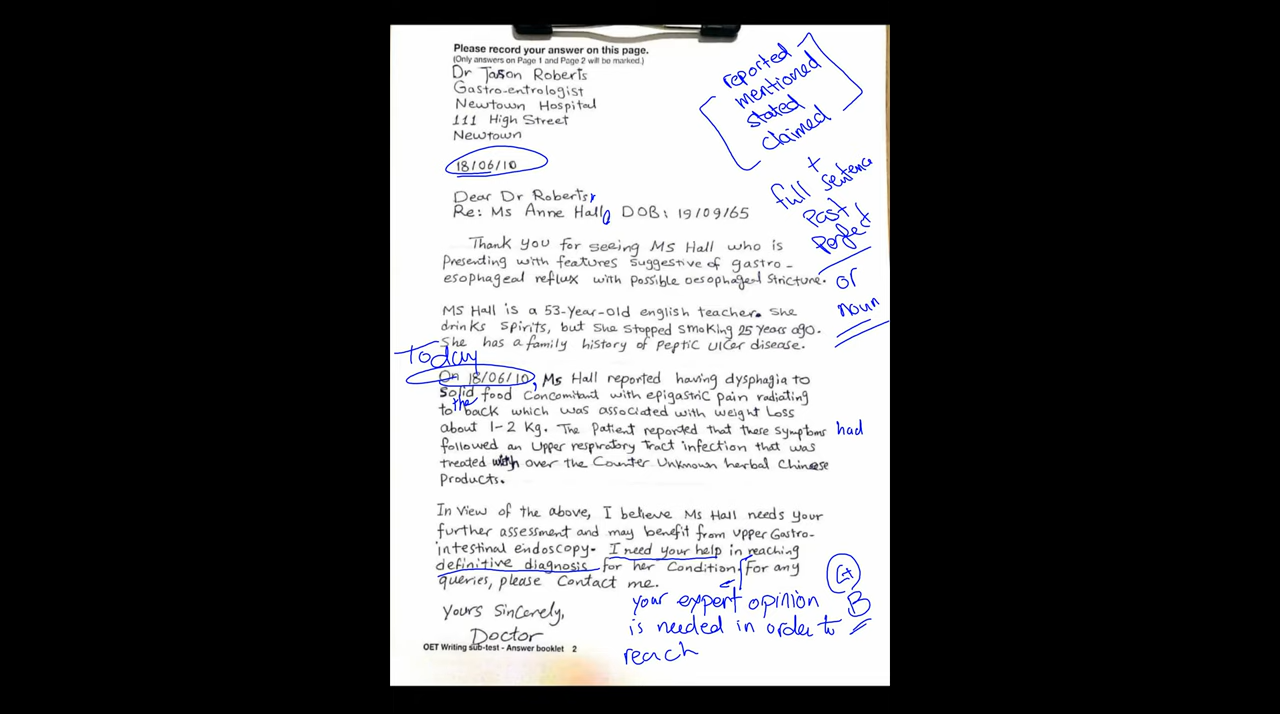 Please record your answer on this page.
(Only answers on Page 1 and Page 2 will be marked.)
Dr Jason Roberts
Gastro-entrologist
Newtown Hospital
111 High Street
Newtown
18/06/10
Dear Dr Roberts,
Re: Ms Anne Hall, DOB: 19/09/65
Thank you for seeing Ms Hall who is
presenting with features suggestive of gastro-
esophageal reflux with possible oesophageal stricture.
Ms Hall is a 53-year-old english teacher. She
drinks spirits, but she stopped smoking 25 years ago.
She has a family history of peptic ulcer disease.
Today
On 18/06/10, Ms Hall reported having dysphagia to
solid food concomitant with epigastric pain radiating
to the back which was associated with weight loss
about 1-2 kg. The patient reported that these symptoms had
followed an upper respiratory tract infection that was
treated with over the counter unknown herbal Chinese
products.
In view of the above, I believe Ms Hall needs your
further assessment and may benefit from upper Gastro-
intestinal endoscopy. I need your help in reaching
definitive diagnosis for her condition. For any
queries, please contact me.
Yours Sincerely,
Doctor
OET Writing sub-test - Answer booklet 2
reported
mentioned
stated
claimed
+
full sentence
past
perfect
or
noun
your expert opinion
is needed in order to
reach
C+
B